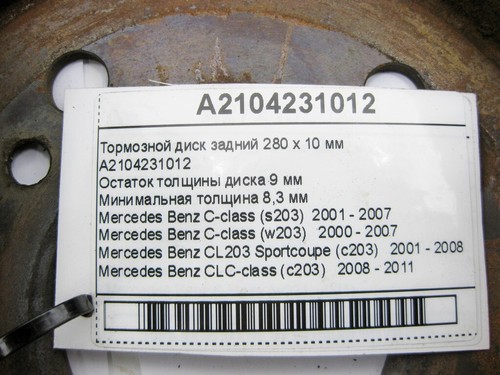 A2104231012
Тормозной диск задний 280 x 10 мм
A2104231012
Остаток толщины диска 9 мм
Минимальная толщина 8,3 мм
Mercedes Benz C-class (s203) 2001 - 2007
Mercedes Benz C-class (w203) 2000 - 2007
Mercedes Benz CL203 Sportcoupe (c203) 2001 - 2008
Mercedes Benz CLC-class (c203) 2008 - 2011